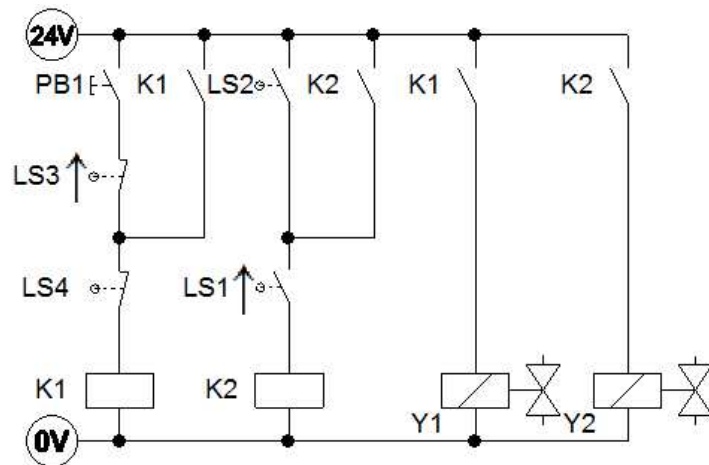 24V
PB1 K1 LS2 K2 K1 K2
LS3
LS4 LS1
K1 K2
Y1 Y2
0V